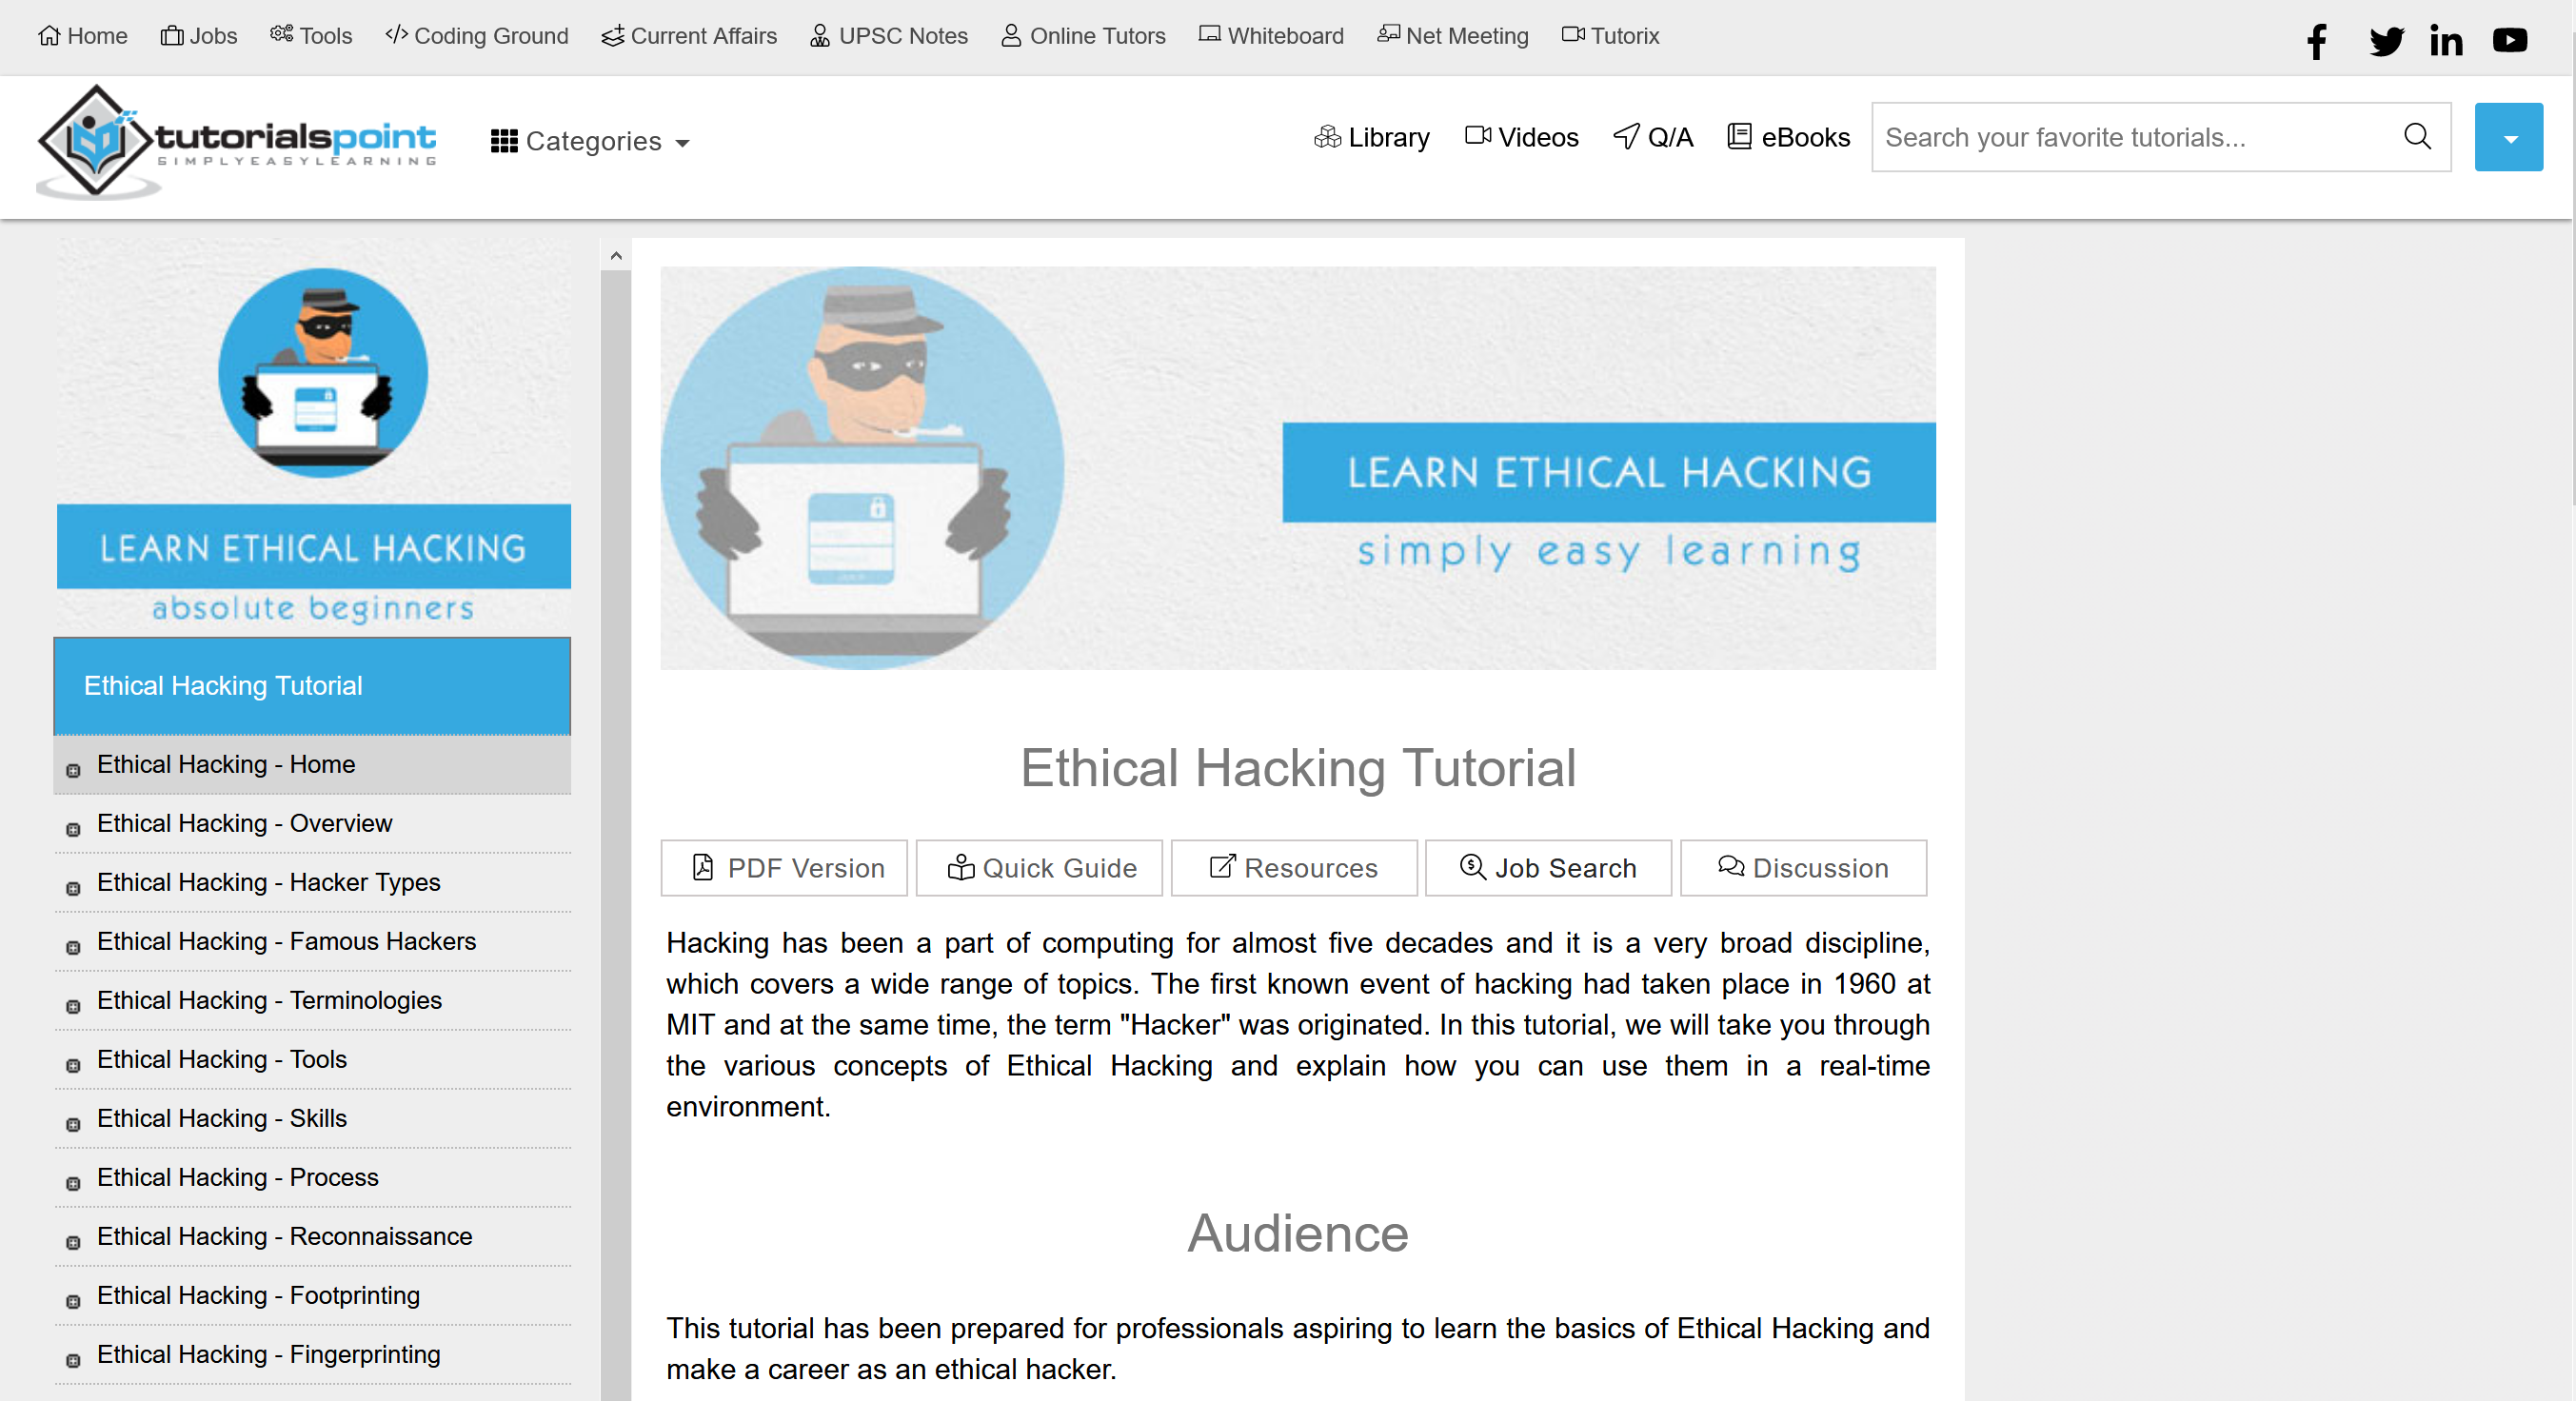 Home Jobs Tools Coding Ground Current Affairs UPSC Notes Online Tutors Whiteboard Net Meeting Tutorix
tutorialspoint
SIMPLYEASYLEARNING
Categories
Library Videos Q/A eBooks Search your favorite tutorials...
LEARN ETHICAL HACKING
absolute beginners
Ethical Hacking Tutorial
Ethical Hacking - Home
Ethical Hacking - Overview
Ethical Hacking - Hacker Types
Ethical Hacking - Famous Hackers
Ethical Hacking - Terminologies
Ethical Hacking - Tools
Ethical Hacking - Skills
Ethical Hacking - Process
Ethical Hacking - Reconnaissance
Ethical Hacking - Footprinting
Ethical Hacking - Fingerprinting
LEARN ETHICAL HACKING
simply easy learning
Ethical Hacking Tutorial
PDF Version Quick Guide Resources Job Search Discussion
Hacking has been a part of computing for almost five decades and it is a very broad discipline,
which covers a wide range of topics. The first known event of hacking had taken place in 1960 at
MIT and at the same time, the term "Hacker" was originated. In this tutorial, we will take you through
the various concepts of Ethical Hacking and explain how you can use them in a real-time
environment.
Audience
This tutorial has been prepared for professionals aspiring to learn the basics of Ethical Hacking and
make a career as an ethical hacker.